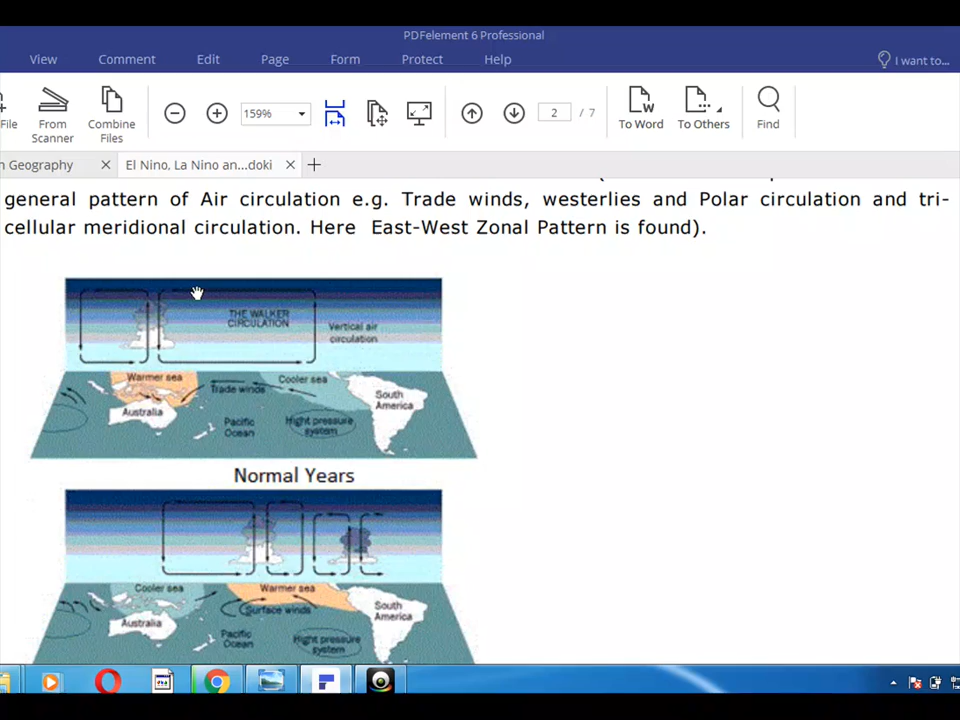 PDFelement 6 Professional
View Comment Edit Page Form Protect Help I want to...
File From Scanner Combine Files 159% 2 / 7 To Word To Others Find
n Geography El Nino, La Nino an...doki
general pattern of Air circulation e.g. Trade winds, westerlies and Polar circulation and tri-
cellular meridional circulation. Here East-West Zonal Pattern is found).
THE WALKER
CIRCULATION
Vertical air
circulation
Warmer sea
Cooler sea
Trade winds
South
America
Australia
Pacific
Ocean
Hight pressure
system
Normal Years
Cooler sea
Warmer sea
Surface winds
South
America
Australia
Pacific
Ocean
Hight pressure
system